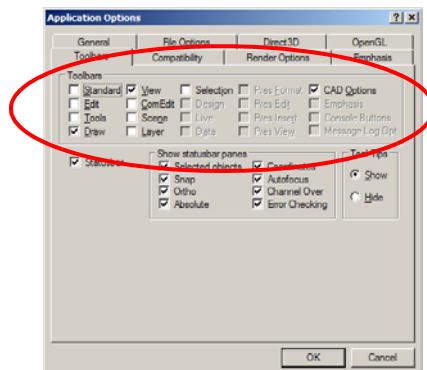 Application Options
General File Options Direct3D OpenGL
Toolbars Compatibility Render Options Emphasis
Toolbars
Standard View Selection Pres Format CAD Options
Edit ComEdit Design Pres Edit Emphasis
Tools Scene Live Pres Insert Console Buttons
Draw Layer Data Pres View Message Log Opt
Statusbar Show statusbar panes Tool Tips
Selected objects Coordinates
Snap Autofocus Show
Ortho Channel Over Hide
Absolute Error Checking
OK Cancel